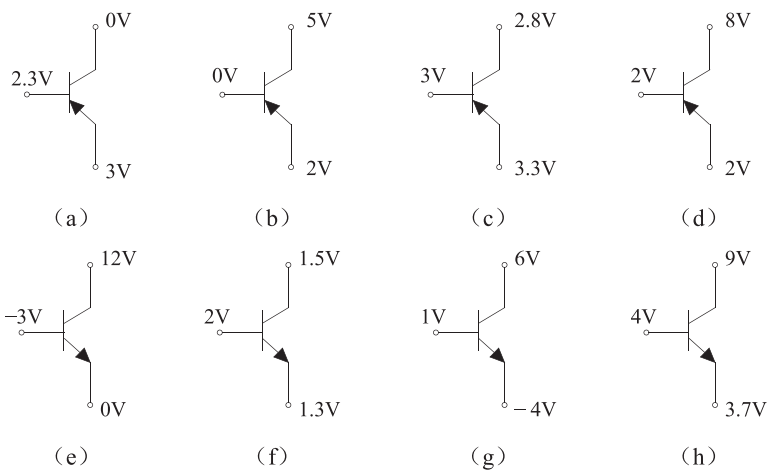 0V 5V 2.8V 8V
2.3V 0V 3V 2V
3V 2V 3.3V 2V
（a） （b） （c） （d）
12V 1.5V 6V 9V
−3V 2V 1V 4V
0V 1.3V −4V 3.7V
（e） （f） （g） （h）